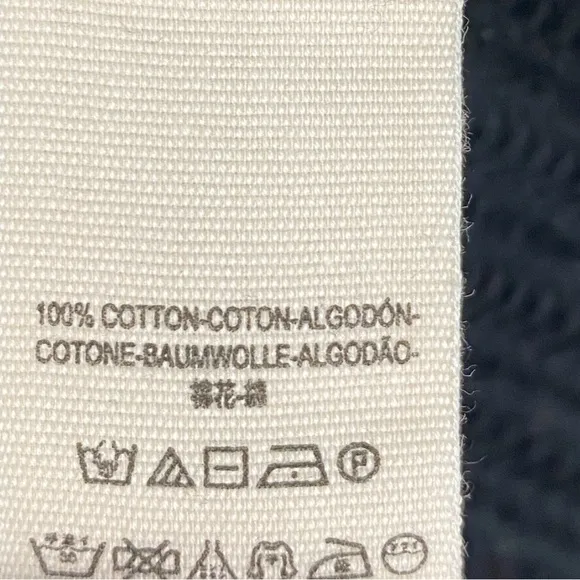 100% COTTON-COTON-ALGODÓN-
COTONE-BAUMWOLLE-ALGODÃO-
棉花-綿
P